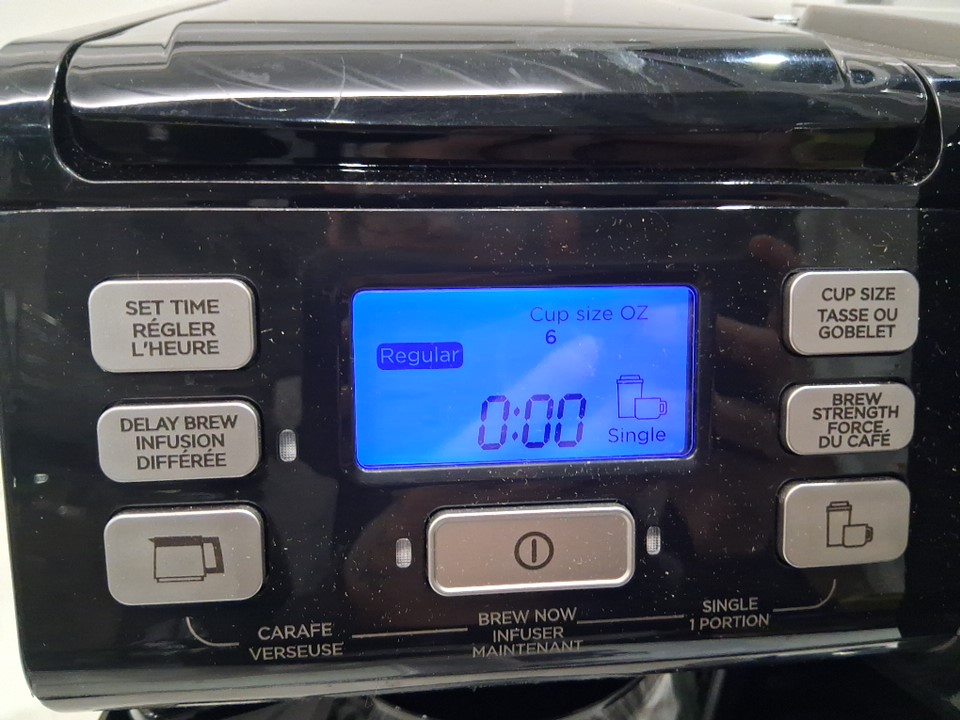 SET TIME
RÉGLER
L'HEURE
DELAY BREW
INFUSION
DIFFÉRÉE
Cup size OZ
6
Regular
0:00
Single
CUP SIZE
TASSE OU
GOBELET
BREW
STRENGTH
FORCE
DU CAFÉ
CARAFE
VERSEUSE
BREW NOW
INFUSER
MAINTENANT
SINGLE
1 PORTION